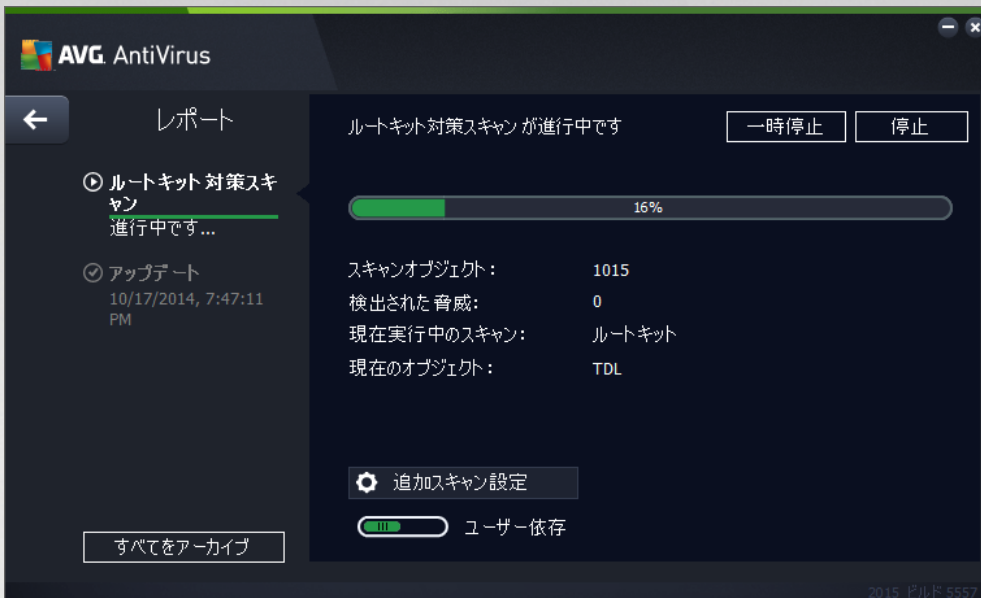 AVG AntiVirus
レポート
ルートキット対策スキャン
進行中です...
アップデート
10/17/2014, 7:47:11
PM
すべてをアーカイブ
ルートキット対策スキャンが進行中です
一時停止
停止
16%
スキャンオブジェクト: 1015
検出された脅威: 0
現在実行中のスキャン: ルートキット
現在のオブジェクト: TDL
追加スキャン設定
ユーザー依存
2015 ビルド 5557